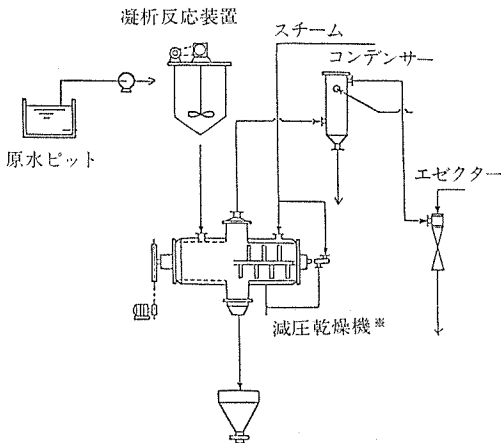 凝析反応装置
スチーム
コンデンサー
原水ピット
エゼクター
減圧乾燥機※